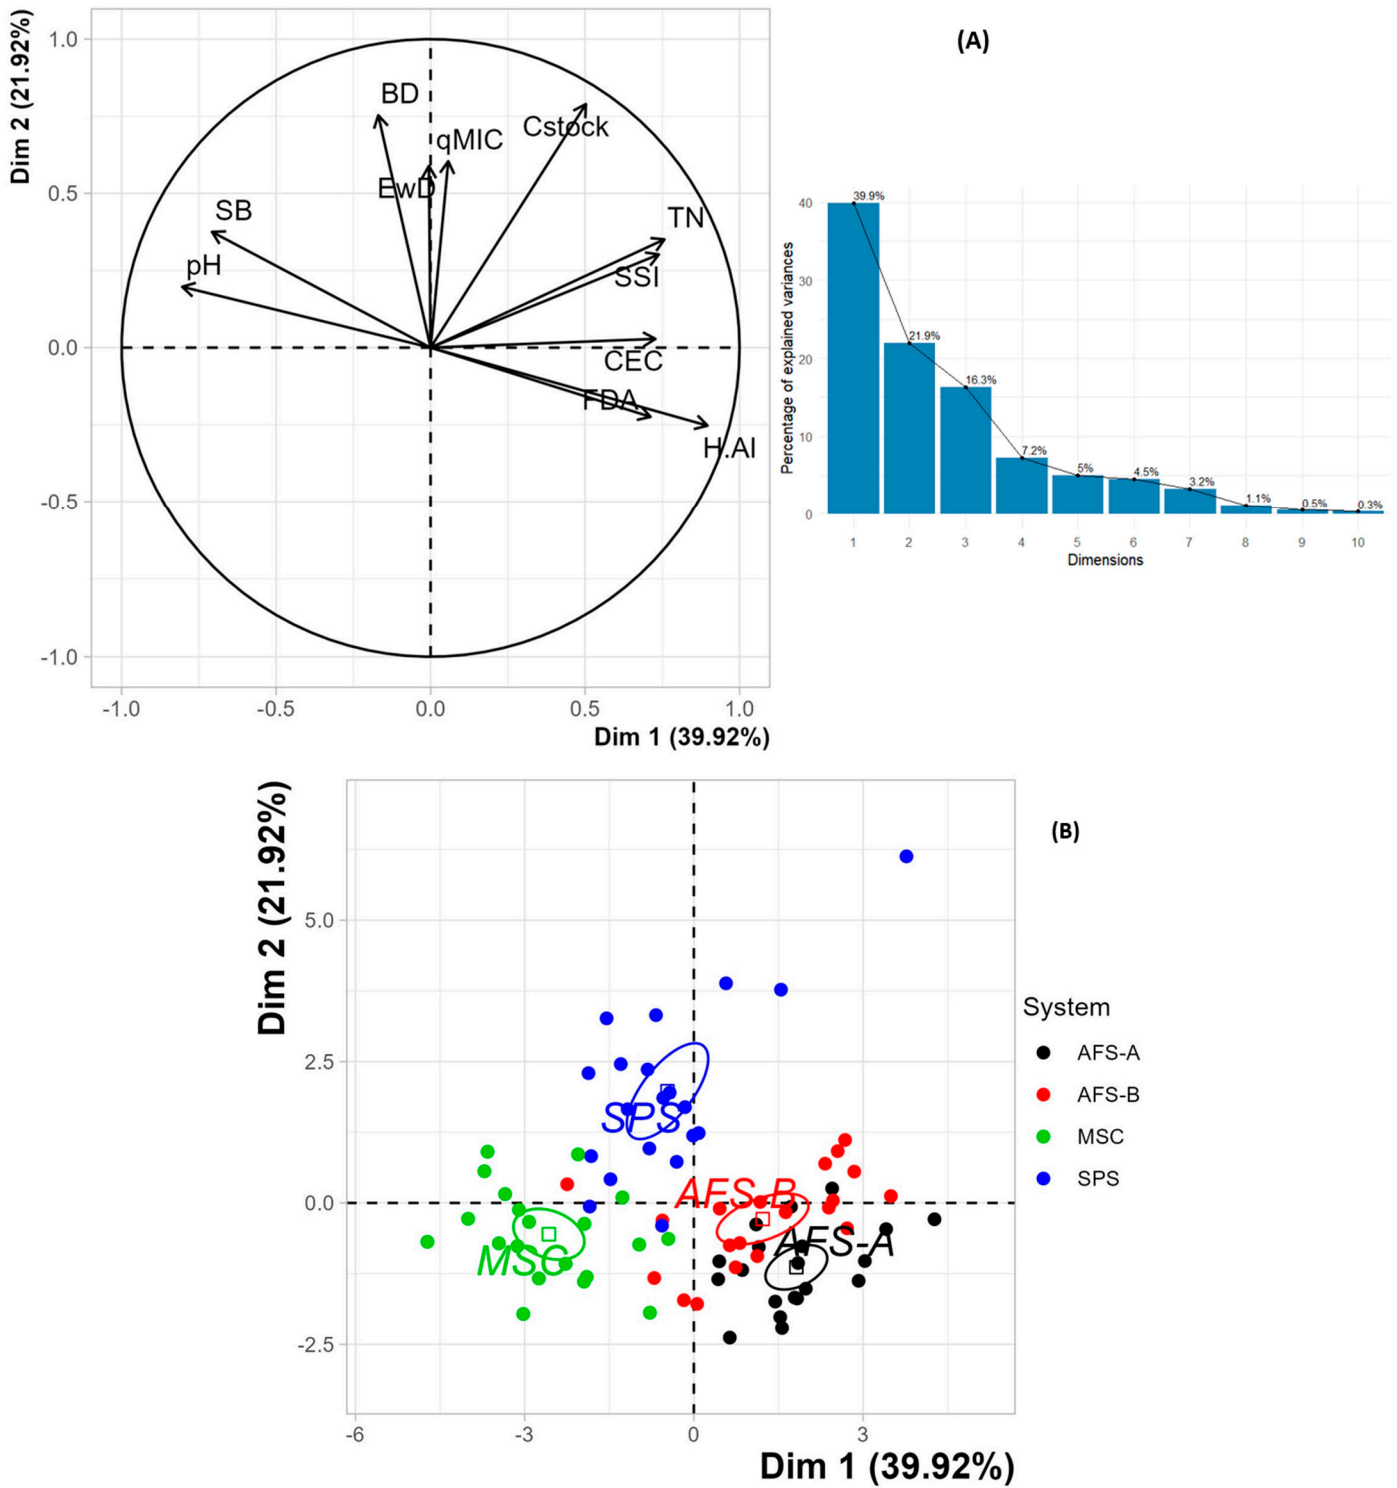 Dim 2 (21.92%)
1.0
0.5
0.0
-0.5
-1.0
BD
qMIC
Cstock
EwD
SB
TN
pH
SSI
CEC
FDA
H.Al
-1.0 -0.5 0.0 0.5 1.0
Dim 1 (39.92%)
(A)
Percentage of explained variances
40
30
20
10
0
39.9%
21.9%
16.3%
7.2%
5%
4.5%
3.2%
1.1%
0.5%
0.3%
1 2 3 4 5 6 7 8 9 10
Dimensions
(B)
Dim 2 (21.92%)
5.0
2.5
0.0
-2.5
SPS
AFS-B
AFS-A
MSC
-6 -3 0 3
Dim 1 (39.92%)
System
AFS-A
AFS-B
MSC
SPS